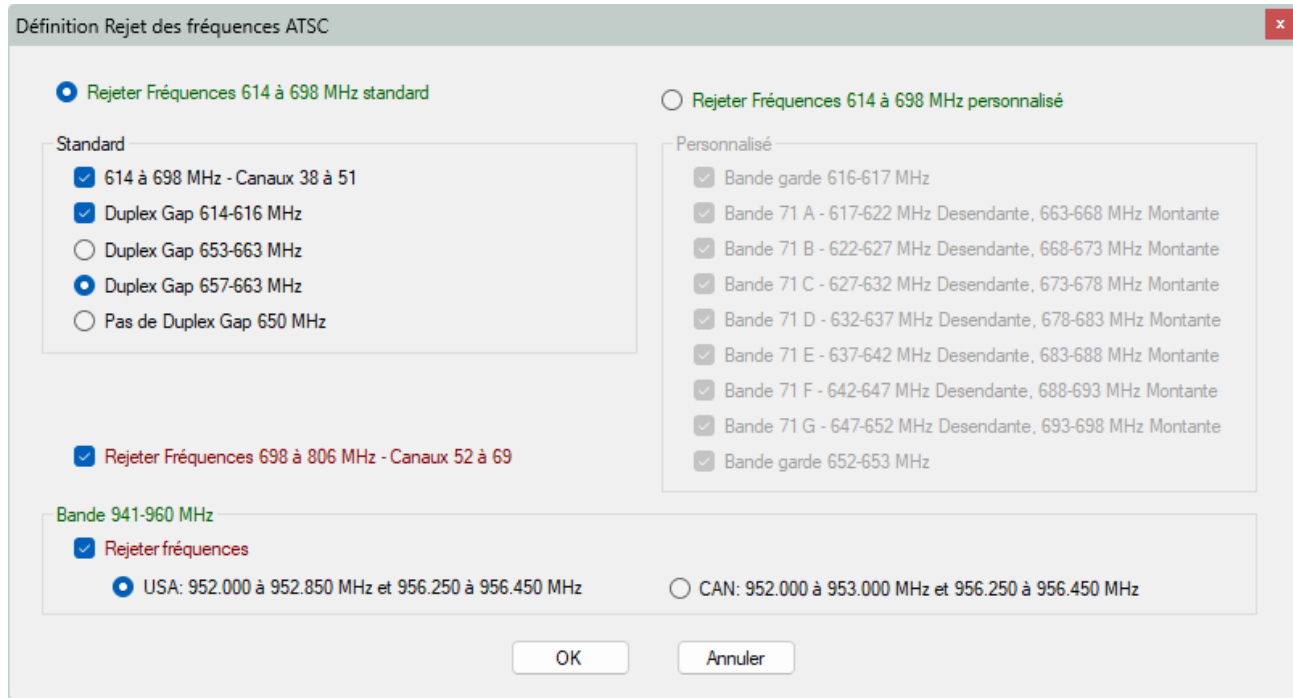 Définition Rejet des fréquences ATSC
x
Rejeter Fréquences 614 à 698 MHz standard
Standard
614 à 698 MHz - Canaux 38 à 51
Duplex Gap 614-616 MHz
Duplex Gap 653-663 MHz
Duplex Gap 657-663 MHz
Pas de Duplex Gap 650 MHz
Rejeter Fréquences 614 à 698 MHz personnalisé
Personnalisé
Bande garde 616-617 MHz
Bande 71 A - 617-622 MHz Desendante, 663-668 MHz Montante
Bande 71 B - 622-627 MHz Desendante, 668-673 MHz Montante
Bande 71 C - 627-632 MHz Desendante, 673-678 MHz Montante
Bande 71 D - 632-637 MHz Desendante, 678-683 MHz Montante
Bande 71 E - 637-642 MHz Desendante, 683-688 MHz Montante
Bande 71 F - 642-647 MHz Desendante, 688-693 MHz Montante
Bande 71 G - 647-652 MHz Desendante, 693-698 MHz Montante
Bande garde 652-653 MHz
Rejeter Fréquences 698 à 806 MHz - Canaux 52 à 69
Bande 941-960 MHz
Rejeter fréquences
USA: 952.000 à 952.850 MHz et 956.250 à 956.450 MHz
CAN: 952.000 à 953.000 MHz et 956.250 à 956.450 MHz
OK
Annuler